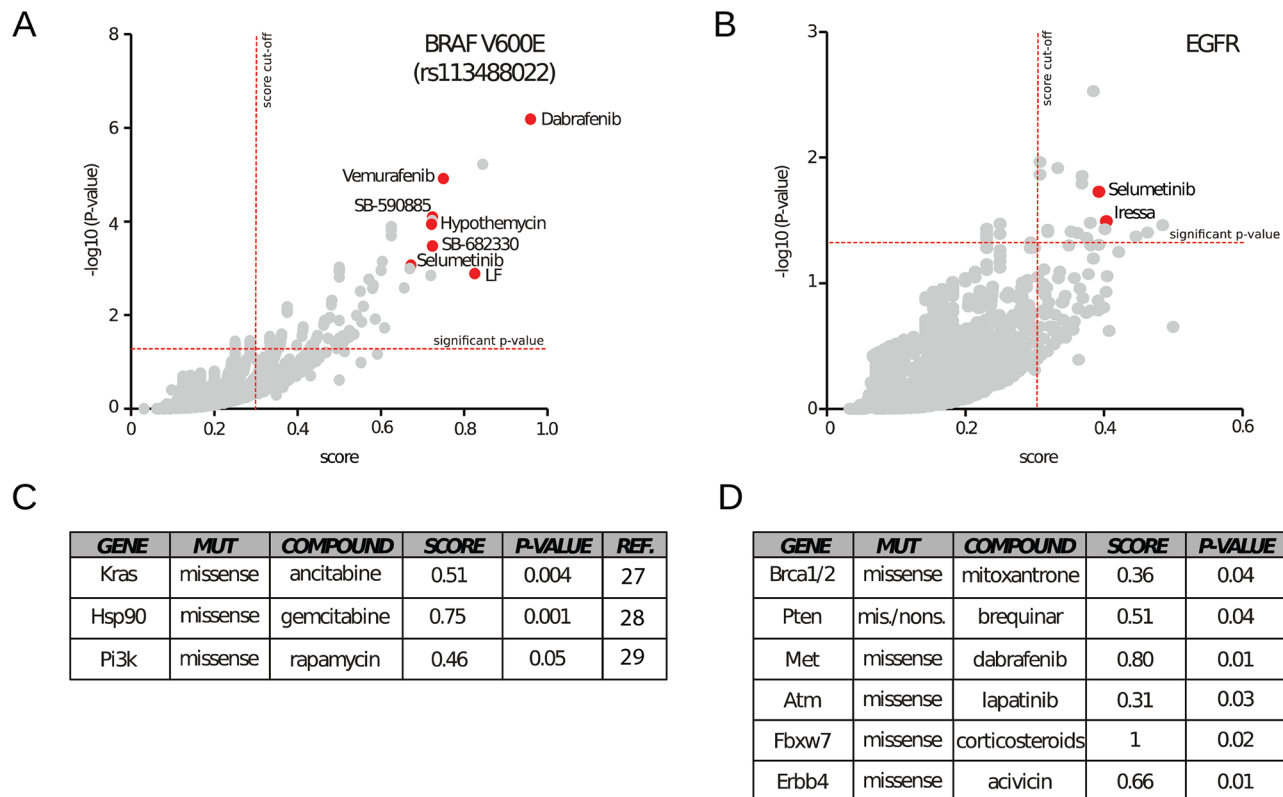 A
BRAF V600E
(rs113488022)
score cut-off
8
6
4
2
0
-log10 (P-value)
Dabrafenib
Vemurafenib
SB-590885
Hypothemycin
SB-682330
Selumetinib
LF
significant p-value
0 0.2 0.4 0.6 0.8 1.0
score
B
EGFR
score cut-off
3
2
1
0
-log10 (P-value)
Selumetinib
Iressa
significant p-value
0 0.2 0.4 0.6
score
C
GENE MUT COMPOUND SCORE P-VALUE REF.
Kras missense ancitabine 0.51 0.004 27
Hsp90 missense gemcitabine 0.75 0.001 28
Pi3k missense rapamycin 0.46 0.05 29
D
GENE MUT COMPOUND SCORE P-VALUE
Brca1/2 missense mitoxantrone 0.36 0.04
Pten mis./nons. brequinar 0.51 0.04
Met missense dabrafenib 0.80 0.01
Atm missense lapatinib 0.31 0.03
Fbxw7 missense corticosteroids 1 0.02
Erbb4 missense acivicin 0.66 0.01